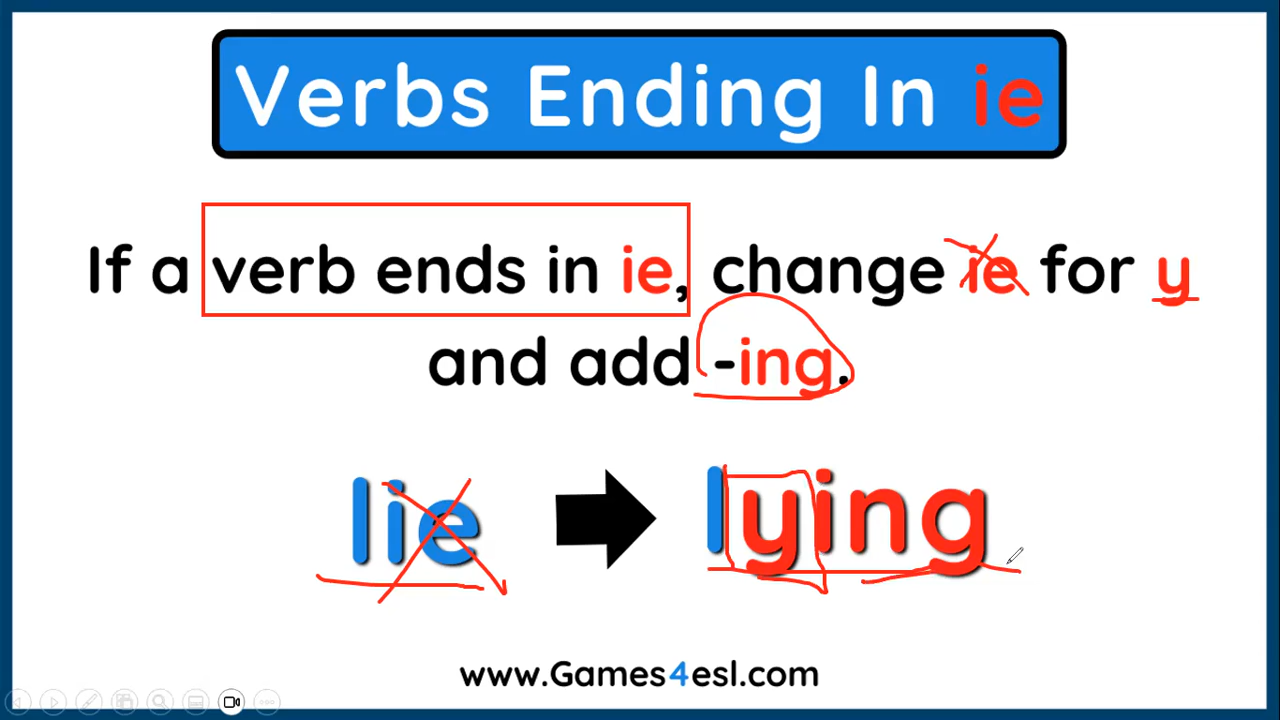 Verbs Ending In ie
If a verb ends in ie, change ie for y
and add -ing.
lie lying
www.Games4esl.com